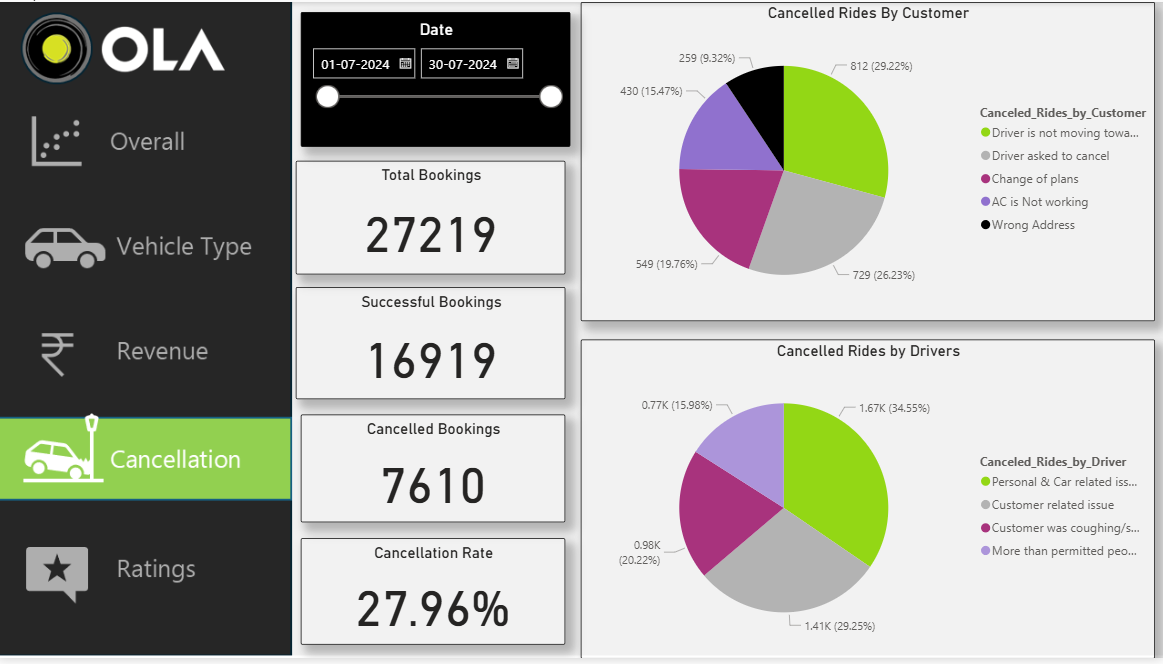 OLA
Overall
Vehicle Type
Revenue
Cancellation
Ratings
Date
01-07-2024
30-07-2024
Total Bookings
27219
Successful Bookings
16919
Cancelled Bookings
7610
Cancellation Rate
27.96%
Cancelled Rides By Customer
259 (9.32%)
812 (29.22%)
430 (15.47%)
549 (19.76%)
729 (26.23%)
Canceled_Rides_by_Customer
Driver is not moving towa...
Driver asked to cancel
Change of plans
AC is Not working
Wrong Address
Cancelled Rides by Drivers
0.77K (15.98%)
1.67K (34.55%)
0.98K
(20.22%)
1.41K (29.25%)
Canceled_Rides_by_Driver
Personal & Car related iss...
Customer related issue
Customer was coughing/s...
More than permitted peo...